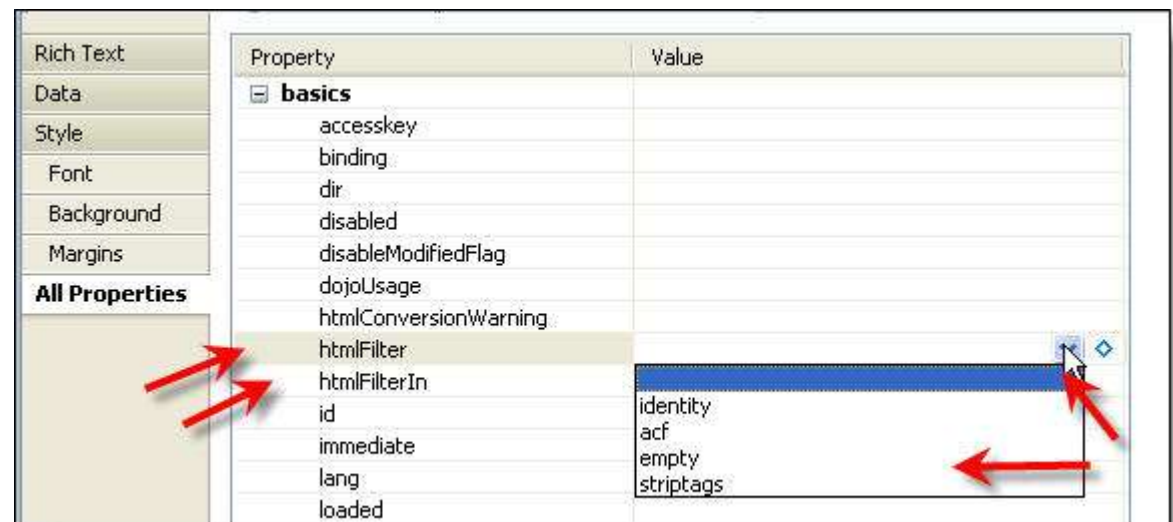 Rich Text
Data
Style
Font
Background
Margins
All Properties
Property Value
basics
accesskey
binding
dir
disabled
disableModifiedFlag
dojoUsage
htmlConversionWarning
htmlFilter
htmlFilterIn
id
immediate
lang
loaded
identity
acf
empty
striptags